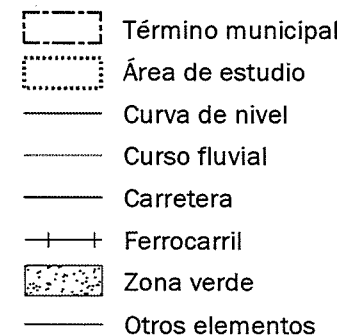 Término municipal
Área de estudio
Curva de nivel
Curso fluvial
Carretera
Ferrocarril
Zona verde
Otros elementos